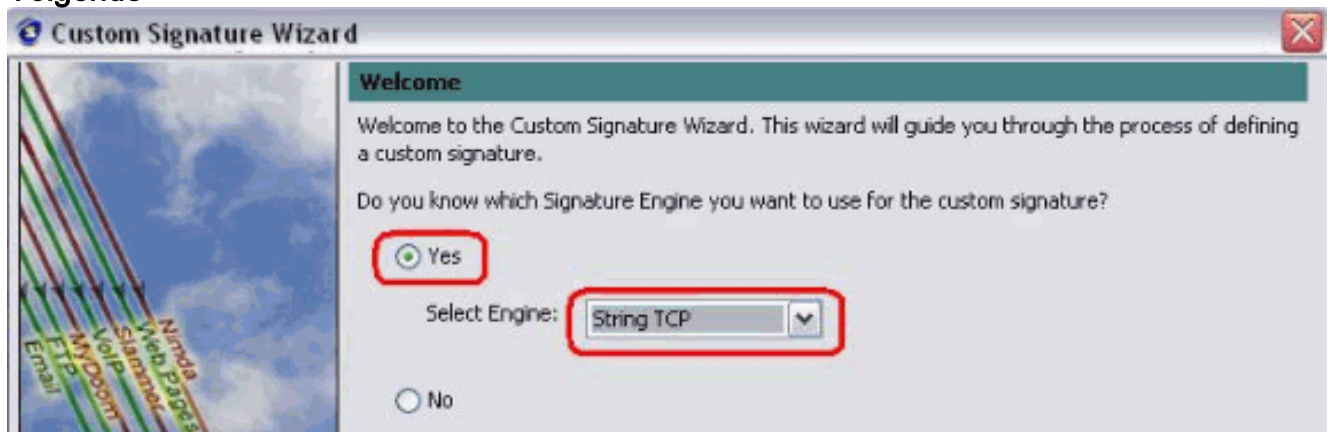 Custom Signature Wizard
Welcome
Welcome to the Custom Signature Wizard. This wizard will guide you through the process of defining
a custom signature.
Do you know which Signature Engine you want to use for the custom signature?
Yes
Select Engine: String TCP
No
Email
FTP
MyDoom
VoIP
Slammer
Web Pages
Nimda